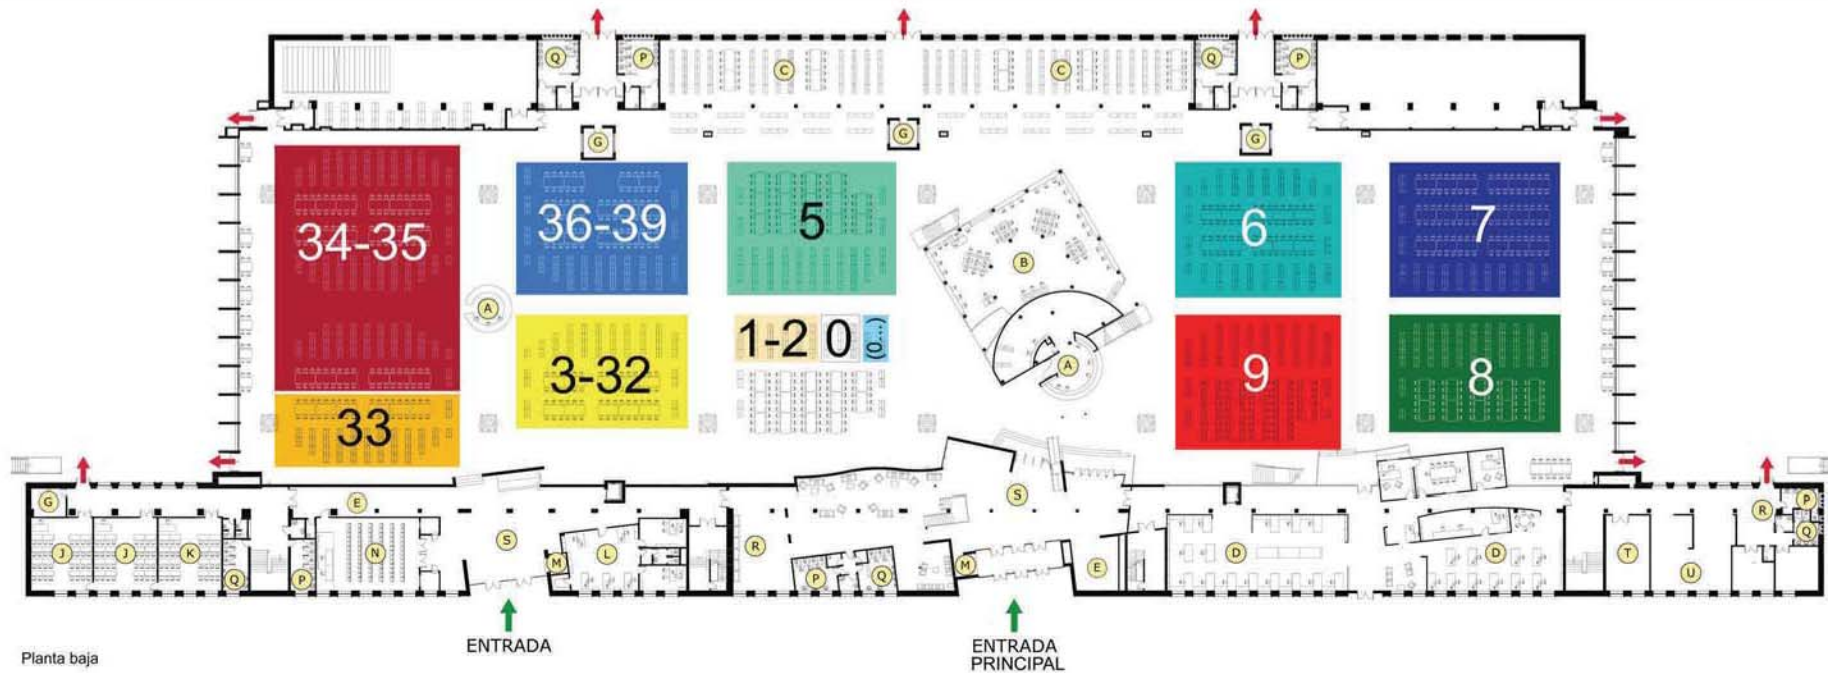 Q P C C Q P
G G G
34-35 36-39 5 6 7
B
A
1-2 0 (0...)
3-32 9 8
A
33
G E S P
R Q
J J K N S L R D D T U
M M E
Q P P Q
ENTRADA ENTRADA
PRINCIPAL
Planta baja